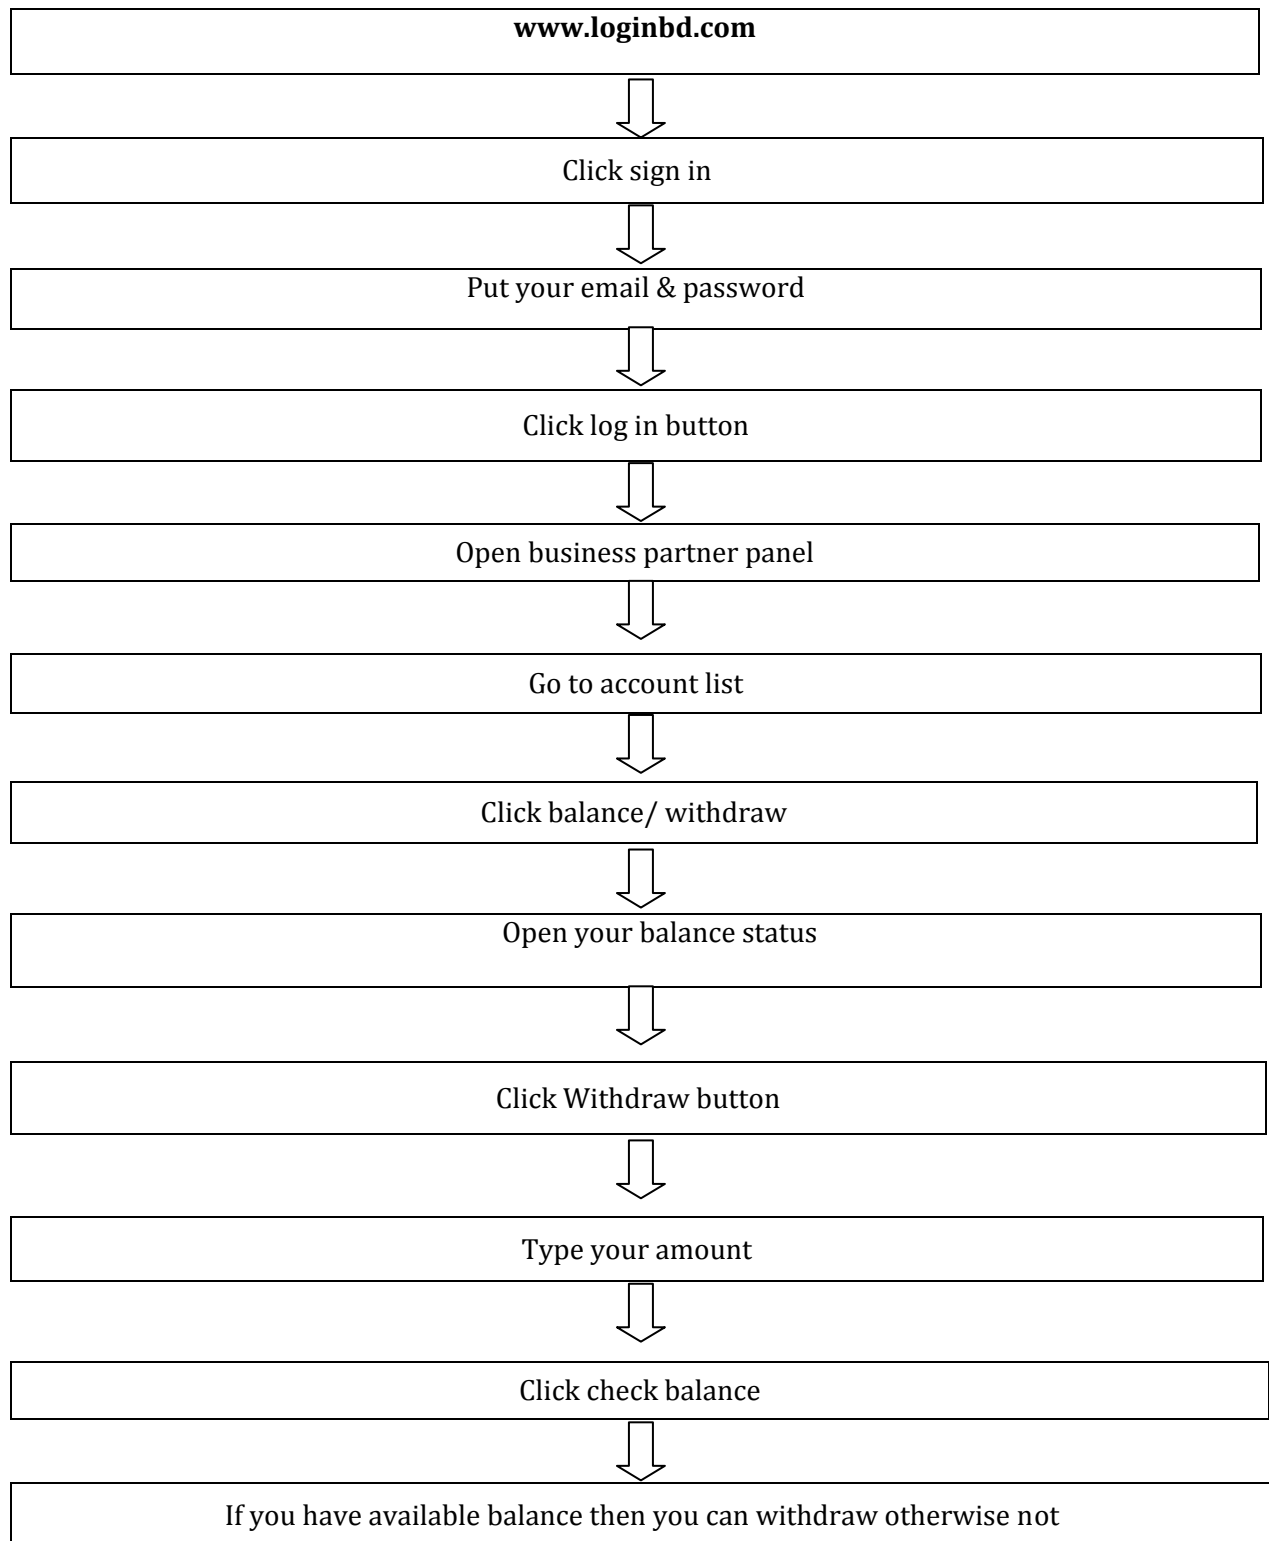 www.loginbd.com
Click sign in
Put your email & password
Click log in button
Open business partner panel
Go to account list
Click balance/ withdraw
Open your balance status
Click Withdraw button
Type your amount
Click check balance
If you have available balance then you can withdraw otherwise not